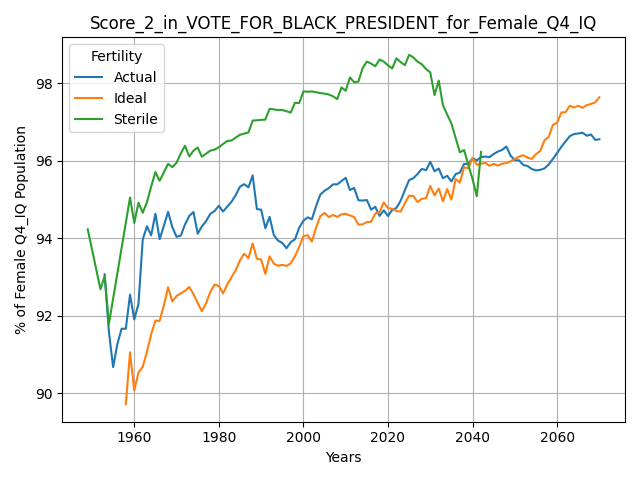 Score_2_in_VOTE_FOR_BLACK_PRESIDENT_for_Female_Q4_IQ
Fertility
Actual
Ideal
Sterile
% of Female Q4_IQ Population
98
96
94
92
90
1960
1980
2000
2020
2040
2060
Years